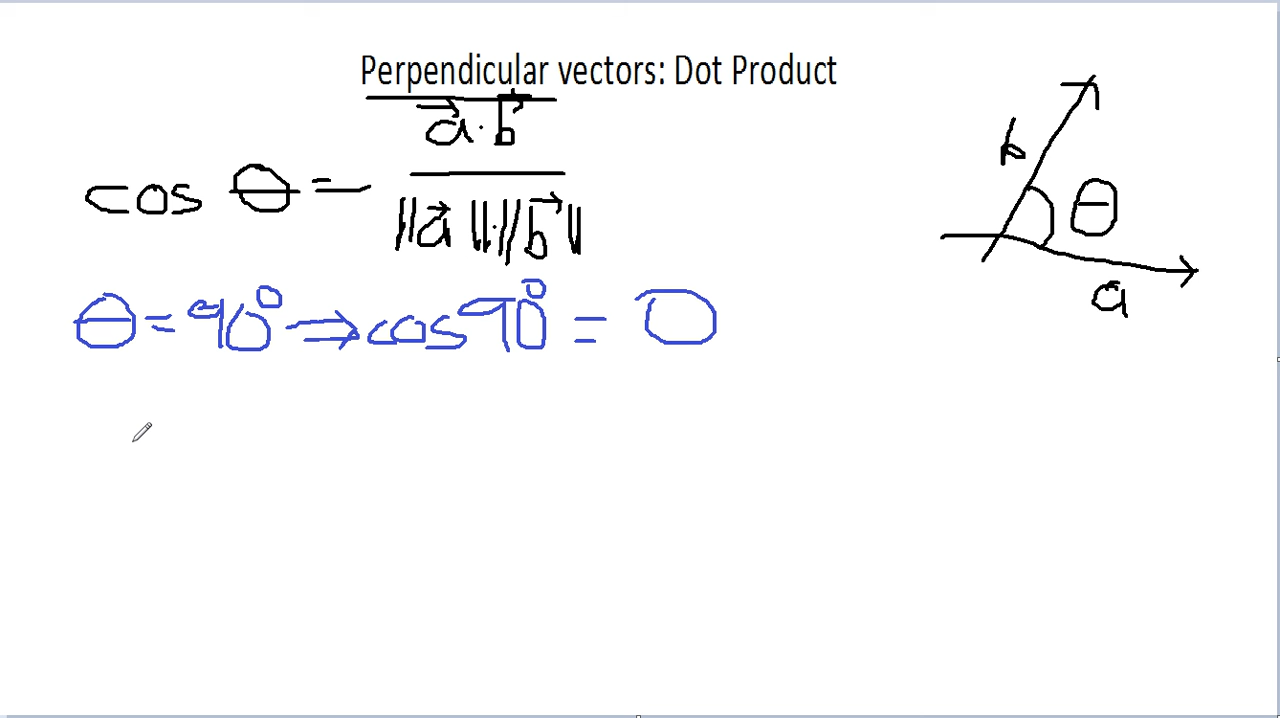 Perpendicular vectors: Dot Product
cos θ = a⃗ · b⃗ / ‖a⃗‖·‖b⃗‖
θ = 90° ⇒ cos 90° = 0
b
θ
a